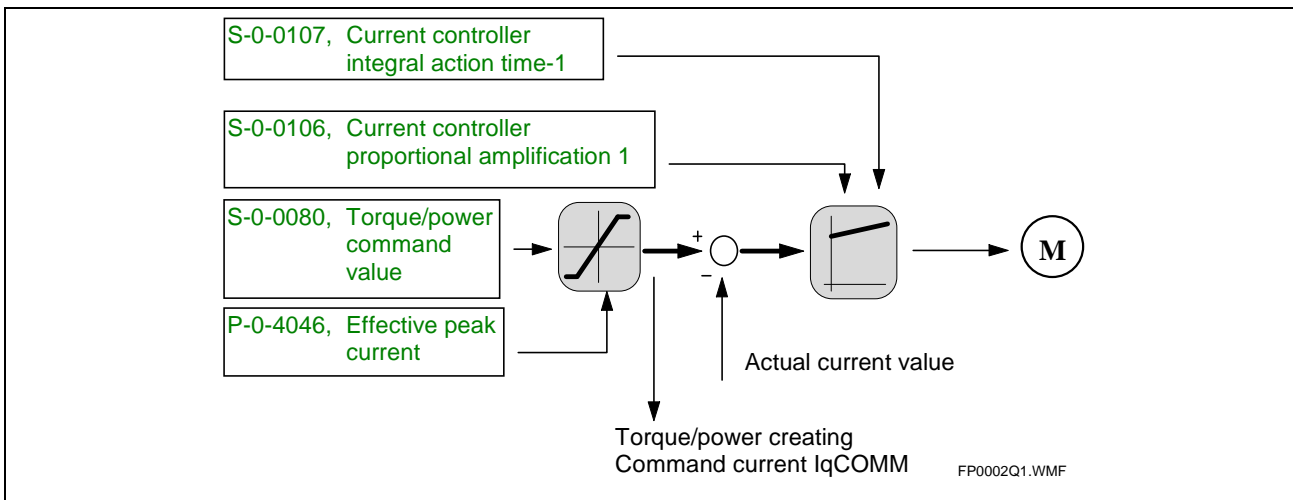 S-0-0107, Current controller
integral action time-1
S-0-0106, Current controller
proportional amplification 1
S-0-0080, Torque/power
command
value
P-0-4046, Effective peak
current
+
−
M
Actual current value
Torque/power creating
Command current IqCOMM
FP0002Q1.WMF